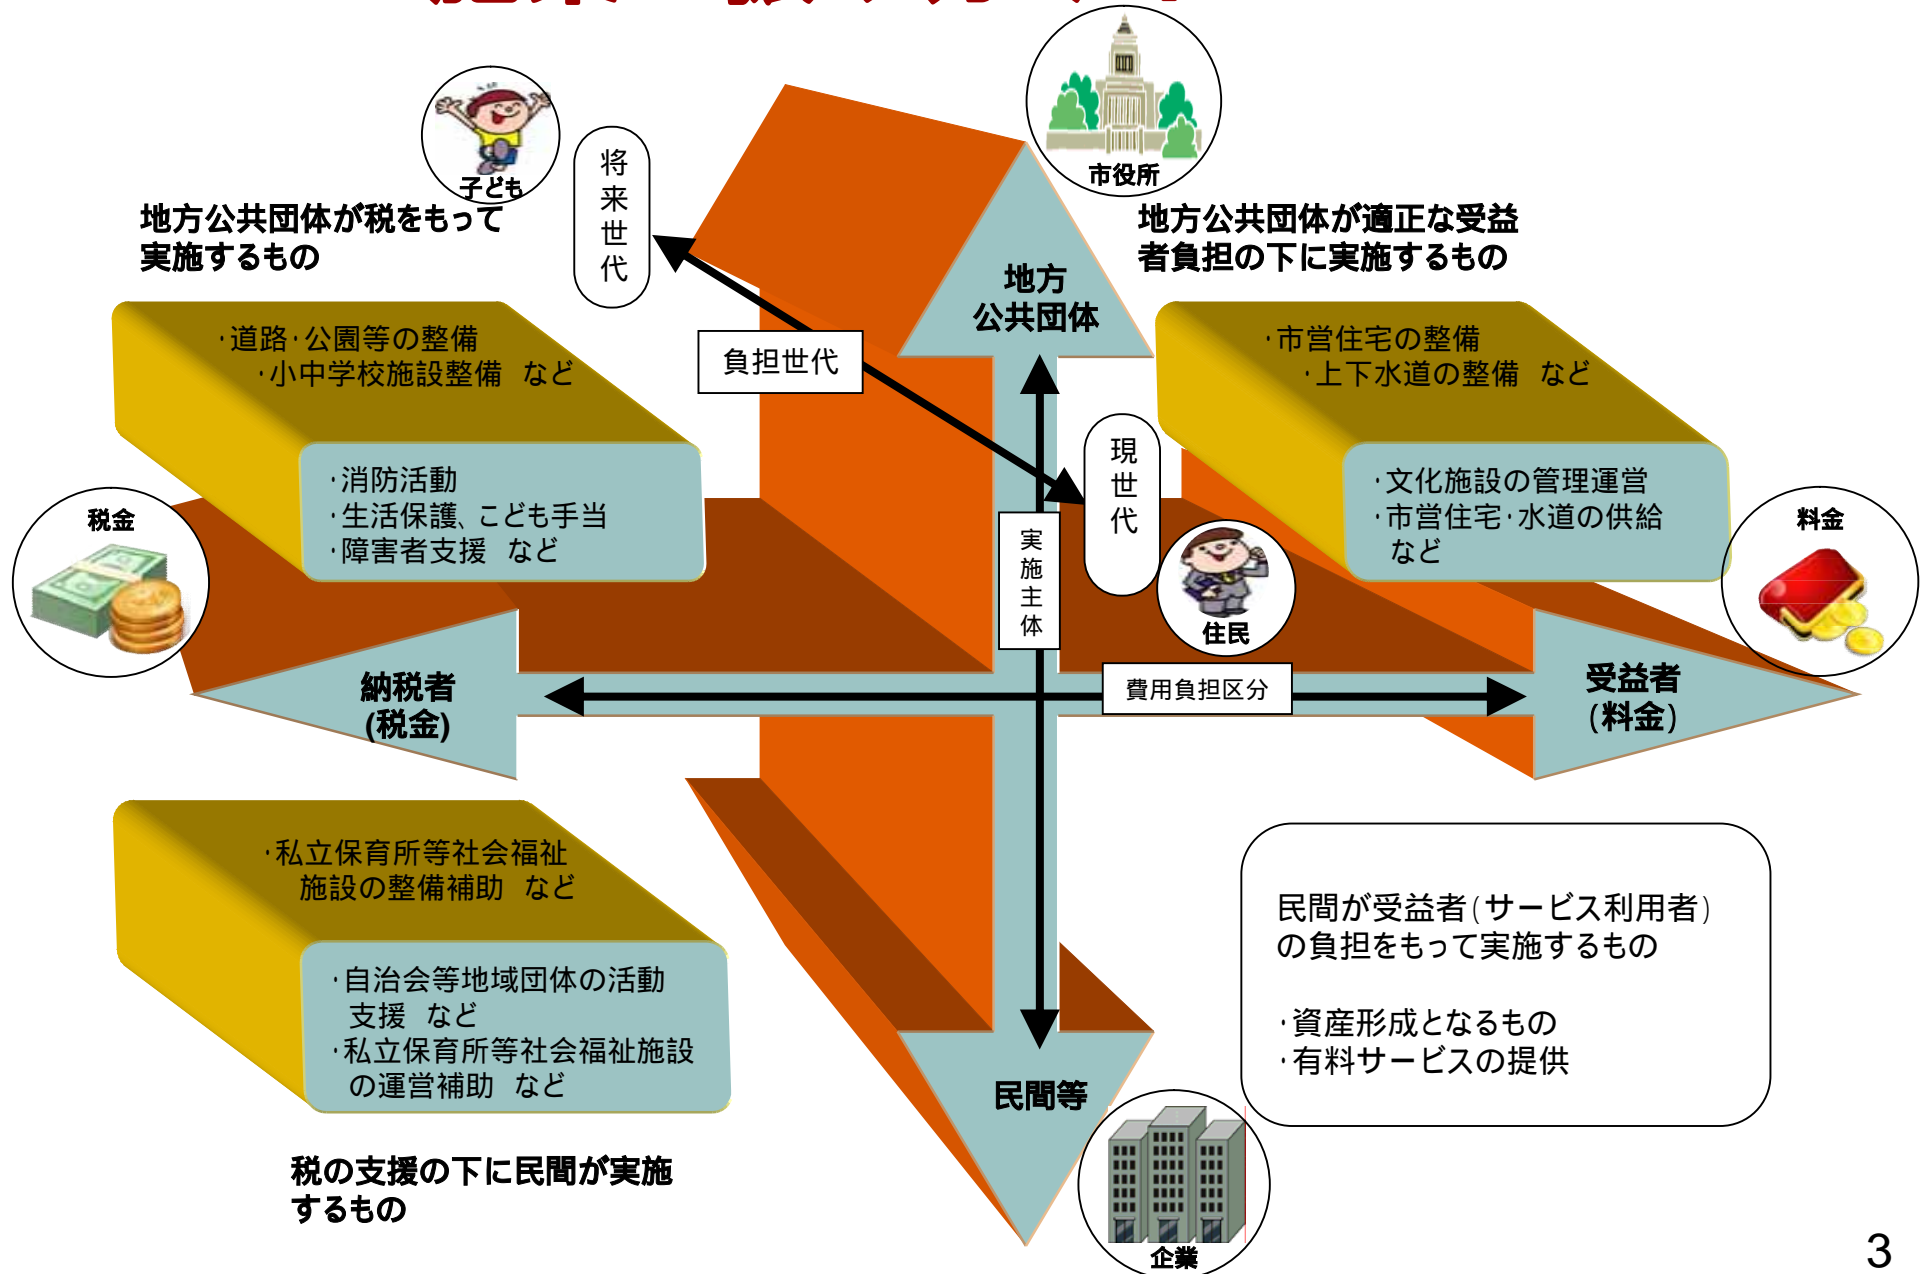 子ども
将来世代
市役所
地方公共団体が税をもって
実施するもの
地方公共団体が適正な受益
者負担の下に実施するもの
地方
公共団体
・道路・公園等の整備
・小中学校施設整備 など
負担世代
・市営住宅の整備
・上下水道の整備 など
・消防活動
・生活保護、こども手当
・障害者支援 など
現世代
・文化施設の管理運営
・市営住宅・水道の供給
など
税金
料金
実施主体
住民
納税者
(税金)
費用負担区分
受益者
(料金)
・私立保育所等社会福祉
施設の整備補助 など
・自治会等地域団体の活動
支援 など
・私立保育所等社会福祉施設
の運営補助 など
民間が受益者(サービス利用者)
の負担をもって実施するもの
・資産形成となるもの
・有料サービスの提供
民間等
税の支援の下に民間が実施
するもの
企業
3